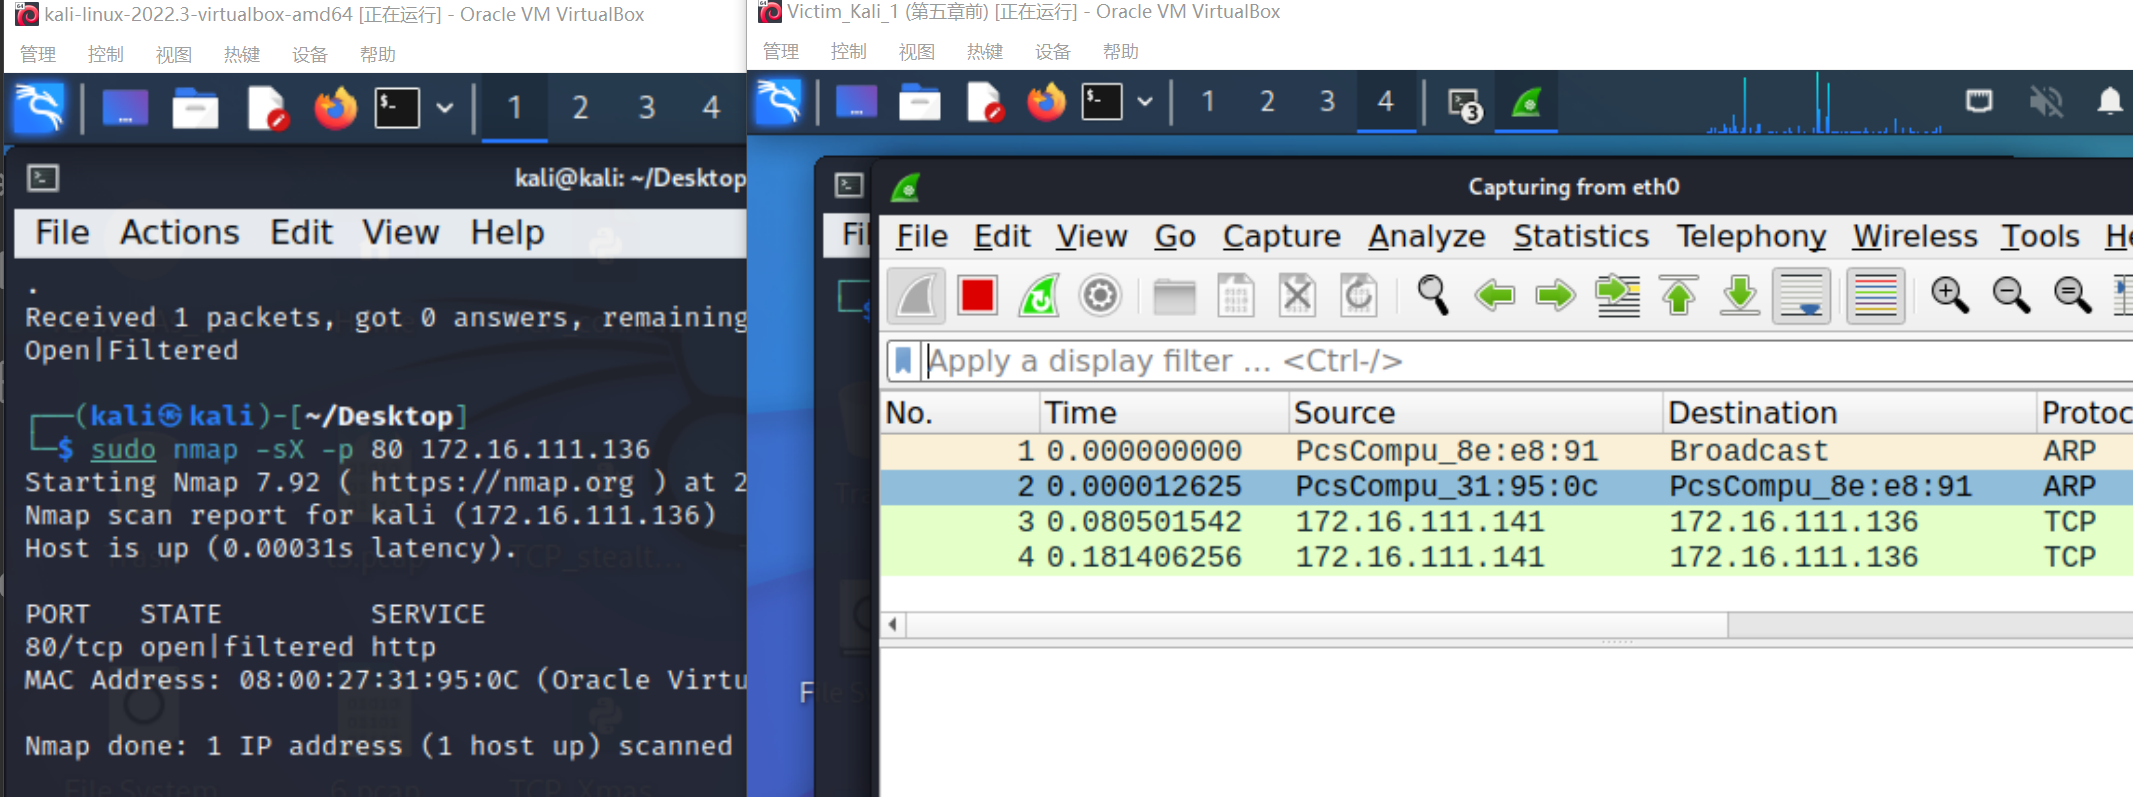 kali-linux-2022.3-virtualbox-amd64 [正在运行] - Oracle VM VirtualBox
管理 控制 视图 热键 设备 帮助
1 2 3 4
kali@kali: ~/Desktop
File Actions Edit View Help
.
Received 1 packets, got 0 answers, remaining
Open|Filtered
(kali㉿kali)-[~/Desktop]
$ sudo nmap -sX -p 80 172.16.111.136
Starting Nmap 7.92 ( https://nmap.org ) at 2
Nmap scan report for kali (172.16.111.136)
Host is up (0.00031s latency).
PORT STATE SERVICE
80/tcp open|filtered http
MAC Address: 08:00:27:31:95:0C (Oracle Virtu
Nmap done: 1 IP address (1 host up) scanned
File System 6.pcap TCP_Xmas
Victim_Kali_1 (第五章前) [正在运行] - Oracle VM VirtualBox
管理 控制 视图 热键 设备 帮助
1 2 3 4 3
Capturing from eth0
File Edit View Go Capture Analyze Statistics Telephony Wireless Tools He
Apply a display filter ... <Ctrl-/>
No. Time Source Destination Protoc
1 0.000000000 PcsCompu_8e:e8:91 Broadcast ARP
2 0.000012625 PcsCompu_31:95:0c PcsCompu_8e:e8:91 ARP
3 0.080501542 172.16.111.141 172.16.111.136 TCP
4 0.181406256 172.16.111.141 172.16.111.136 TCP